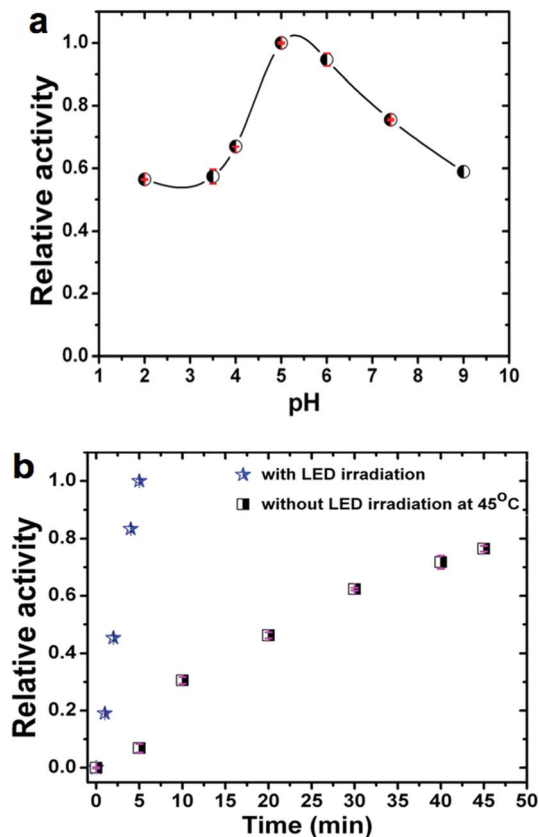 a
Relative activity
1.0
0.8
0.6
0.4
0.2
0.0
1 2 3 4 5 6 7 8 9 10
pH
b
with LED irradiation
without LED irradiation at 45°C
Relative activity
1.0
0.8
0.6
0.4
0.2
0.0
0 5 10 15 20 25 30 35 40 45 50
Time (min)